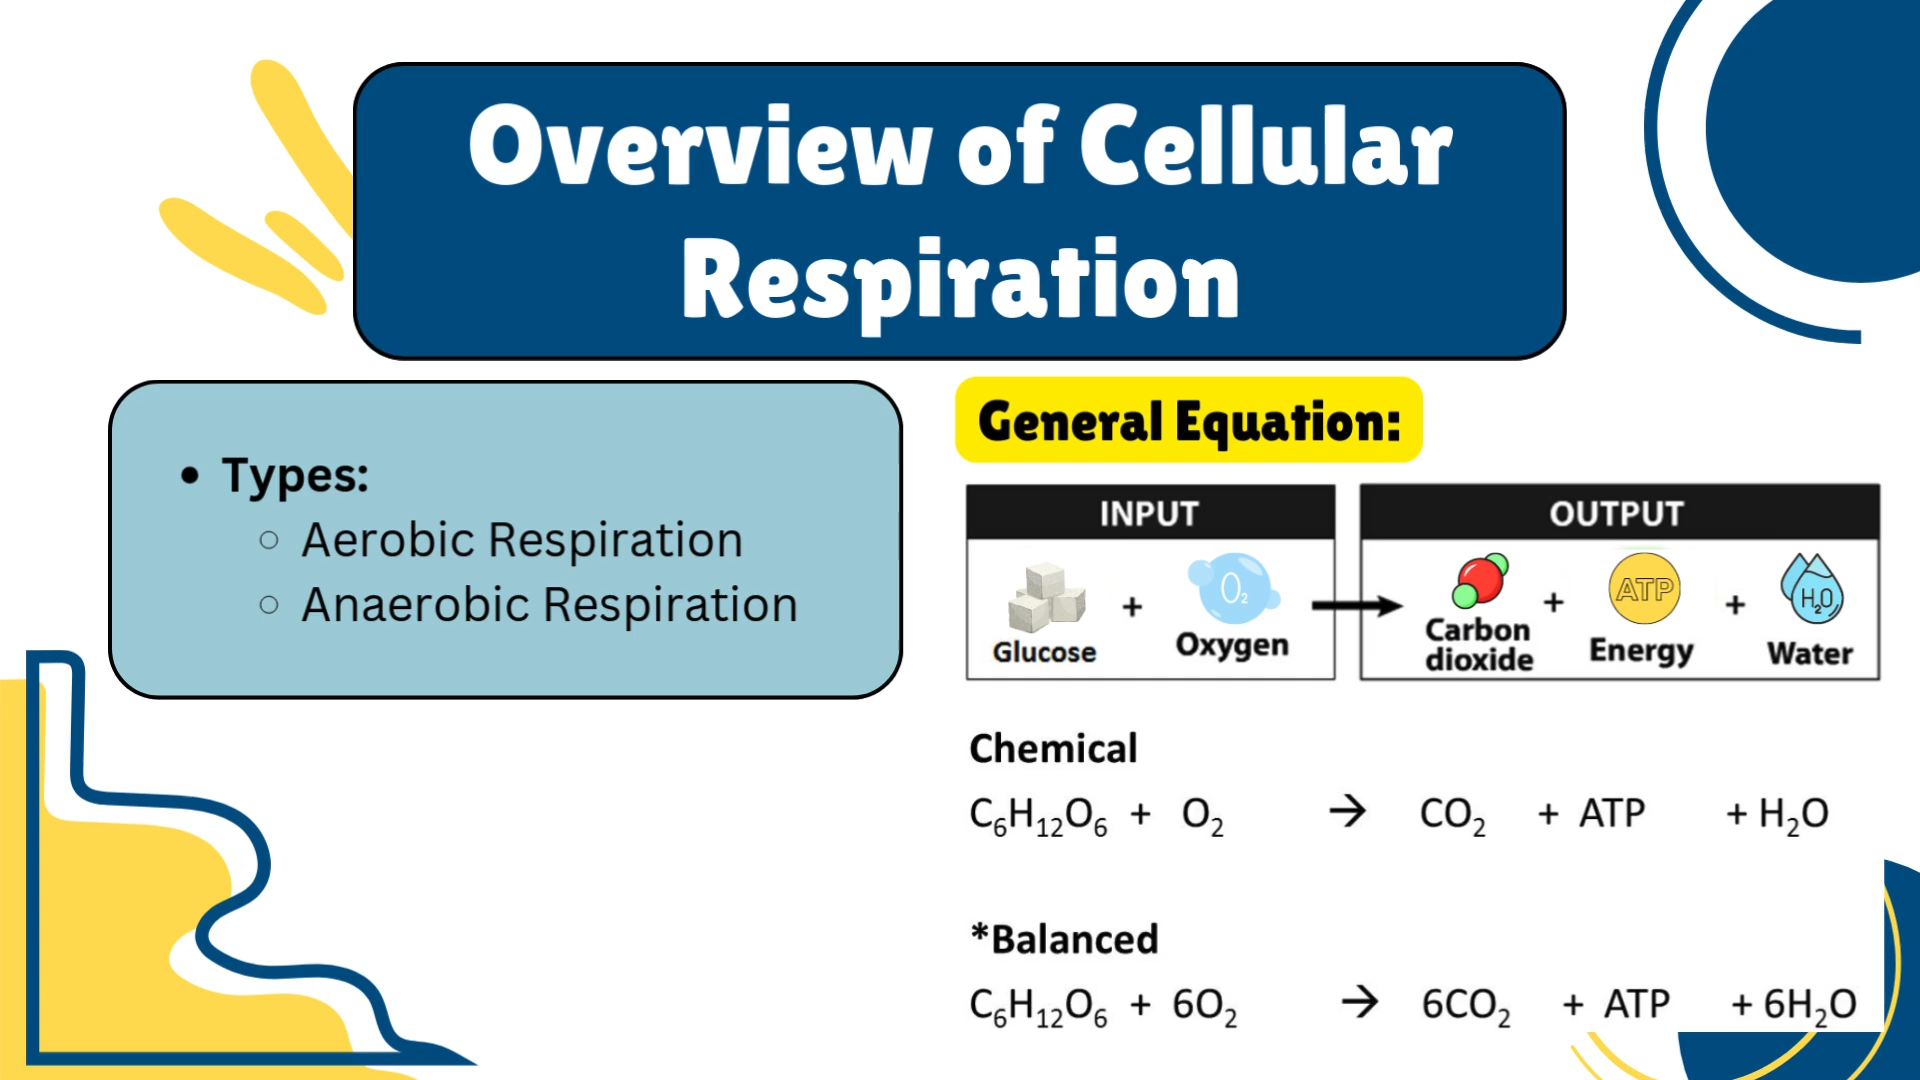 Overview of Cellular
Respiration
• Types:
○ Aerobic Respiration
○ Anaerobic Respiration
General Equation:
INPUT
Glucose + O₂ Oxygen
OUTPUT
Carbon dioxide + ATP Energy + H₂O Water
Chemical
C₆H₁₂O₆ + O₂ → CO₂ + ATP + H₂O
*Balanced
C₆H₁₂O₆ + 6O₂ → 6CO₂ + ATP + 6H₂O